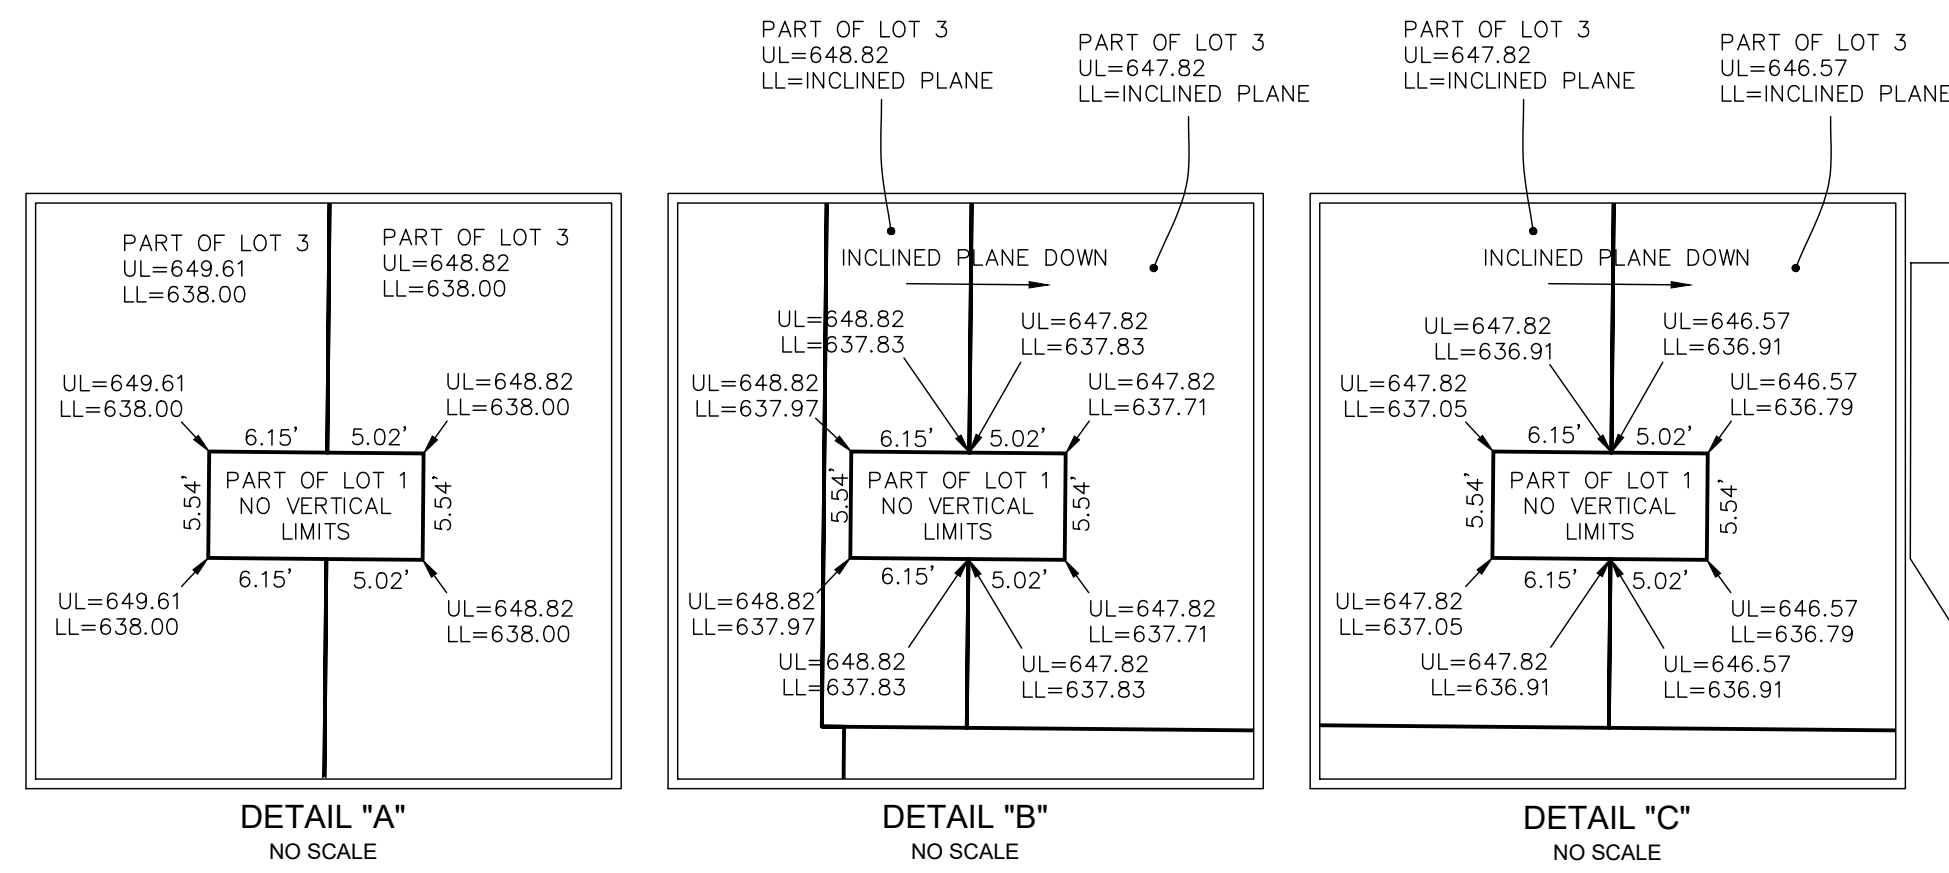 PART OF LOT 3
UL=649.61
LL=638.00
PART OF LOT 3
UL=648.82
LL=638.00
UL=649.61
LL=638.00
UL=648.82
LL=638.00
6.15'
5.02'
5.54'
PART OF LOT 1
NO VERTICAL
LIMITS
5.54'
6.15'
5.02'
UL=649.61
LL=638.00
UL=648.82
LL=638.00
DETAIL "A"
NO SCALE
PART OF LOT 3
UL=648.82
LL=INCLINED PLANE
PART OF LOT 3
UL=647.82
LL=INCLINED PLANE
INCLINED PLANE DOWN
UL=648.82
LL=637.83
UL=647.82
LL=637.83
UL=648.82
LL=637.97
UL=647.82
LL=637.71
6.15'
5.02'
5.54'
PART OF LOT 1
NO VERTICAL
LIMITS
5.54'
6.15'
5.02'
UL=648.82
LL=637.97
UL=647.82
LL=637.71
UL=648.82
LL=637.83
UL=647.82
LL=637.83
DETAIL "B"
NO SCALE
PART OF LOT 3
UL=647.82
LL=INCLINED PLANE
PART OF LOT 3
UL=646.57
LL=INCLINED PLANE
INCLINED PLANE DOWN
UL=647.82
LL=636.91
UL=646.57
LL=636.91
UL=647.82
LL=637.05
UL=646.57
LL=636.79
6.15'
5.02'
5.54'
PART OF LOT 1
NO VERTICAL
LIMITS
5.54'
6.15'
5.02'
UL=647.82
LL=637.05
UL=646.57
LL=636.79
UL=647.82
LL=636.91
UL=646.57
LL=636.91
DETAIL "C"
NO SCALE